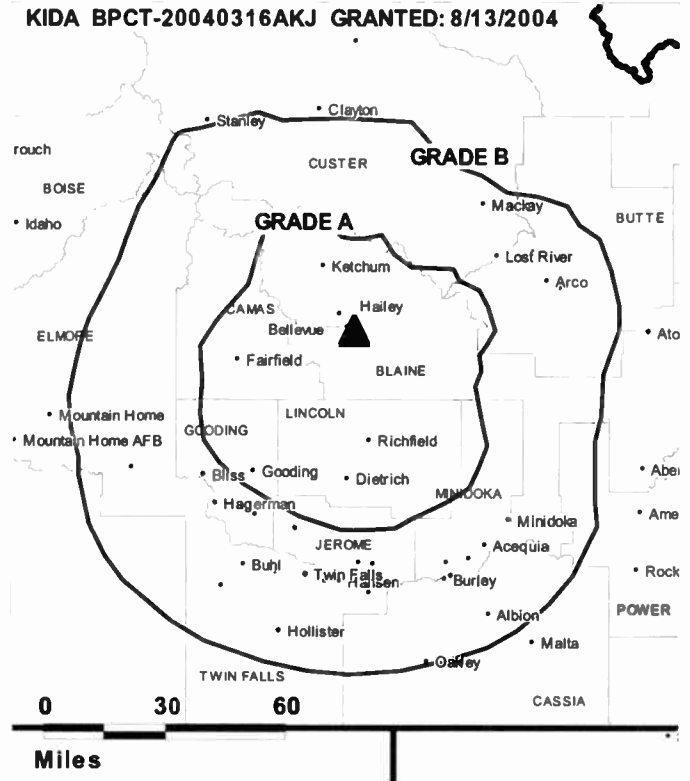 KIDA BPCT-20040316AKJ GRANTED: 8/13/2004
Clayton
Stanley
rouch
CUSTER
GRADE B
BOISE
Mackay
Idaho
GRADE A
BUTTE
Lost River
Ketchum
Arco
CAMAS
Hailey
Bellevue
ELMORE
Ato
Fairfield
BLAINE
Mountain Home
LINCOLN
GOODING
Mountain Home AFB
Richfield
Bliss
Gooding
Aber
Dietrich
MINIDOKA
Hagerman
Ame
Minidoka
JEROME
Acequia
Buhl
Twin Falls
Rock
Hansen
Burley
Albion
POWER
Hollister
Malta
Oakley
TWIN FALLS
CASSIA
0 30 60
Miles